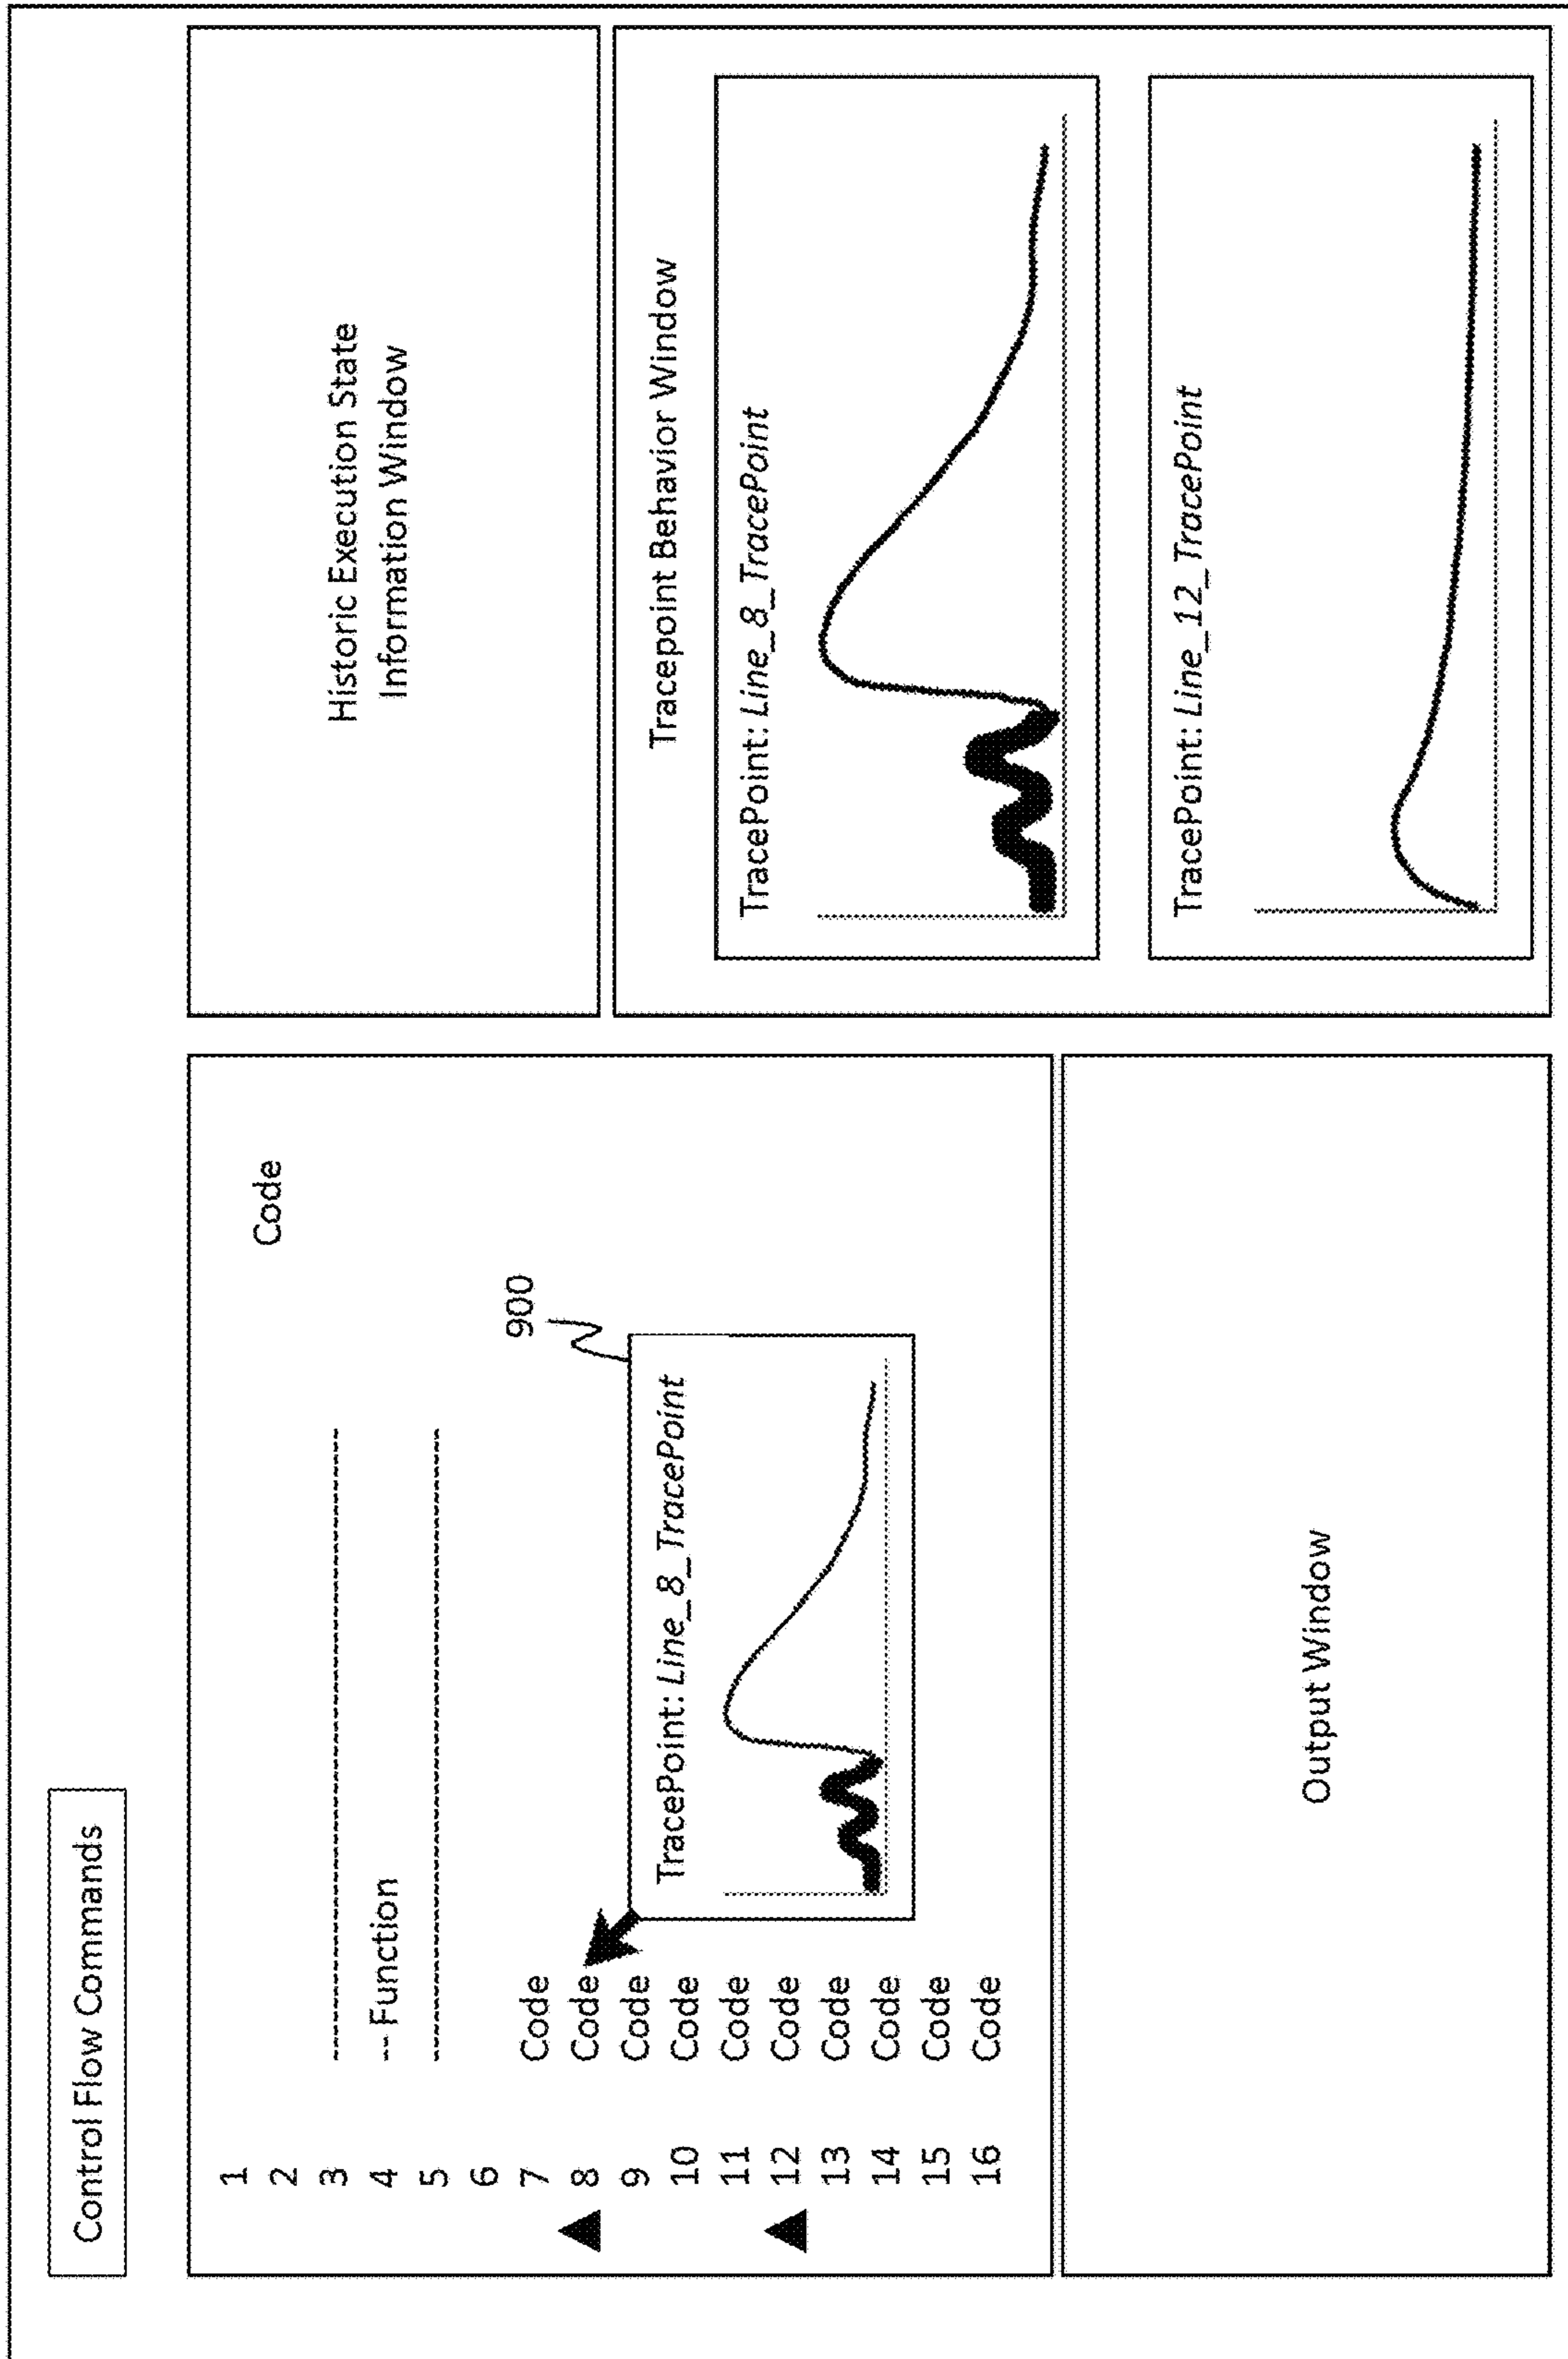 Control Flow Commands
Code
1
2
3 -----------------------------------
4 -- Function
5 -----------------------------------
6
7 Code
8 Code
9 Code
10 Code
11 Code
12 Code
13 Code
14 Code
15 Code
16 Code
900
TracePoint: Line_8_TracePoint
Output Window
Historic Execution State
Information Window
Tracepoint Behavior Window
TracePoint: Line_8_TracePoint
TracePoint: Line_12_TracePoint